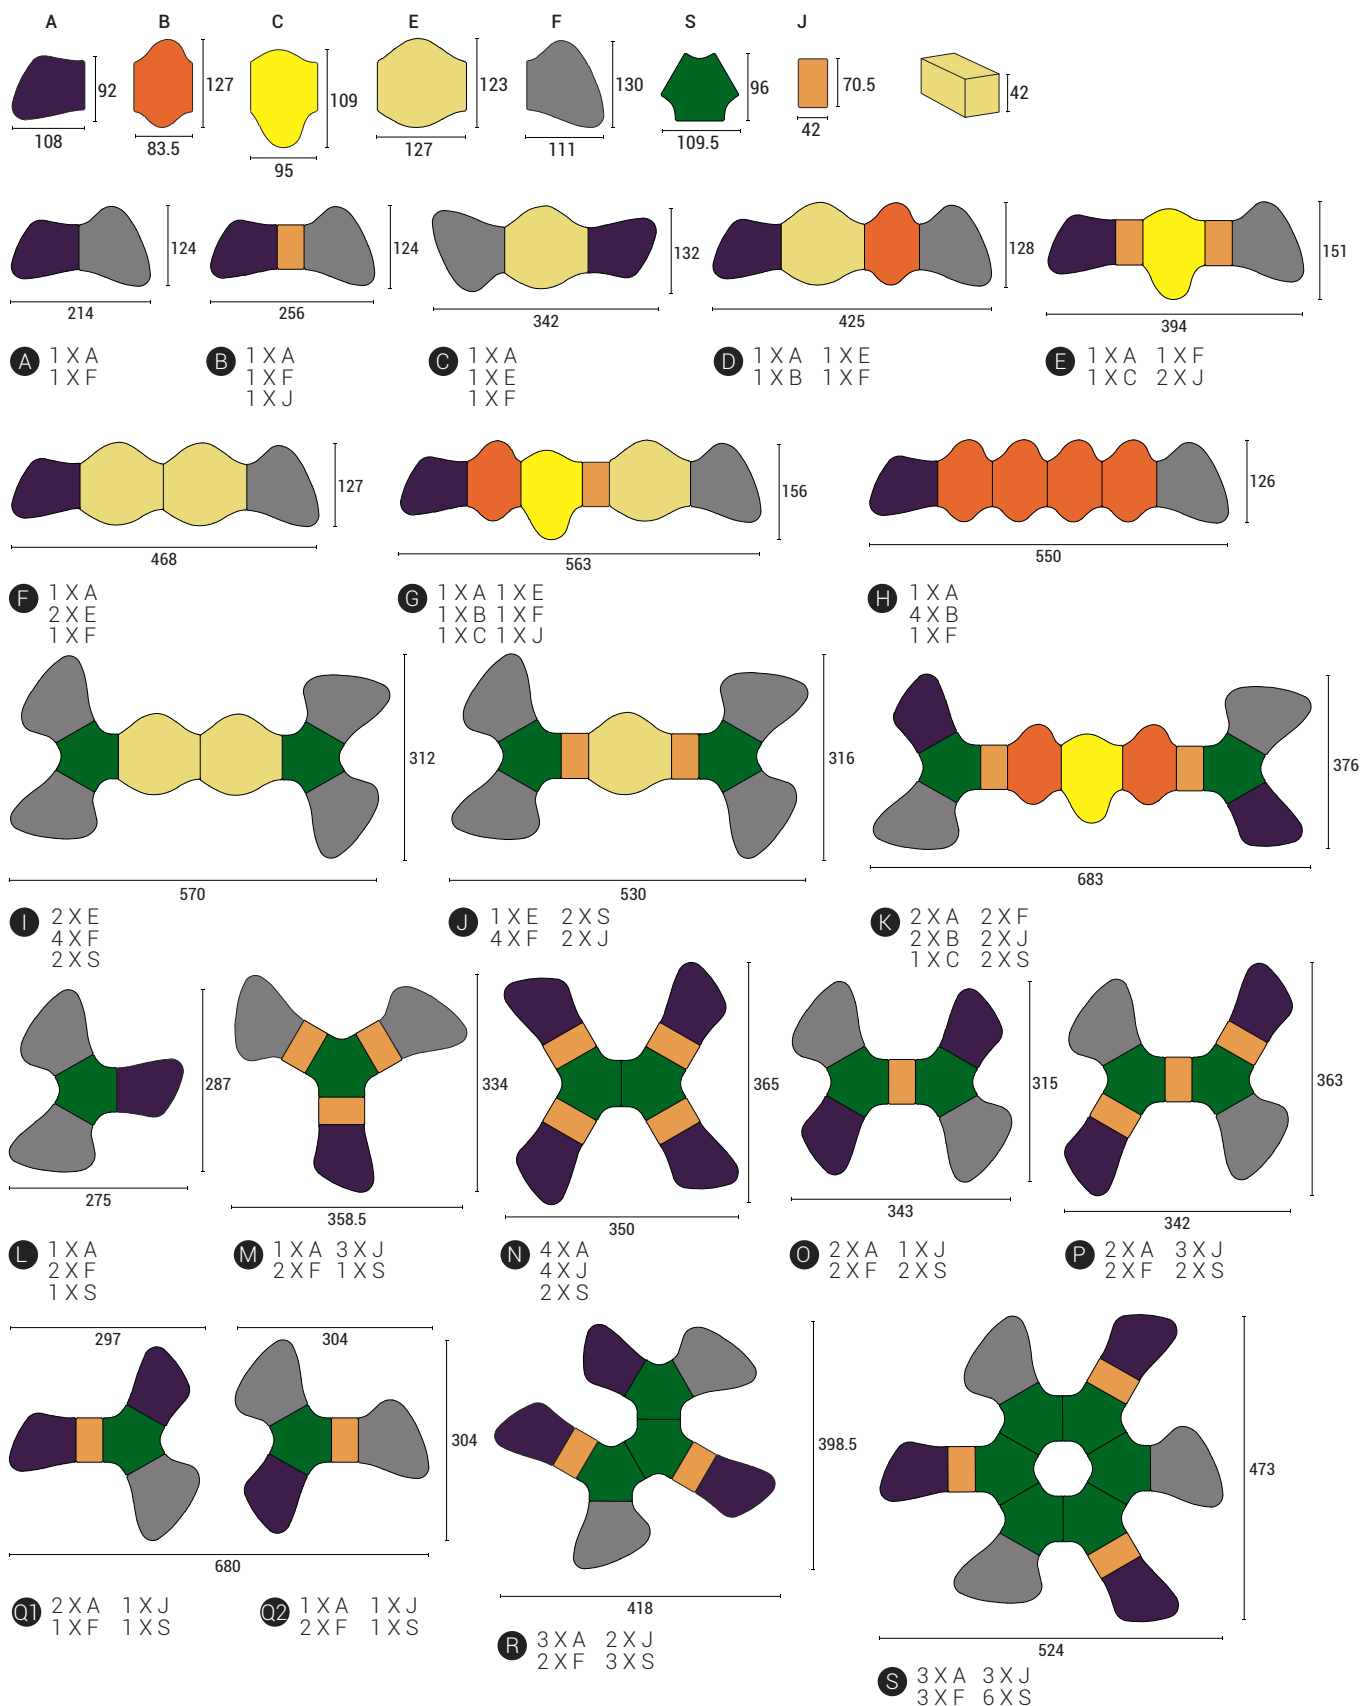 A B C E F S J
92 127 109 123 130 96 70.5 42
108 83.5 95 127 111 109.5 42
124 124 132 128 151
214 256 342 425 394
A 1 X A
1 X F
B 1 X A
1 X F
1 X J
C 1 X A
1 X E
1 X F
D 1 X A 1 X E
1 X B 1 X F
E 1 X A 1 X F
1 X C 2 X J
127 156 126
468 563 550
F 1 X A
2 X E
1 X F
G 1 X A 1 X E
1 X B 1 X F
1 X C 1 X J
H 1 X A
4 X B
1 X F
312 316 376
570 530 683
I 2 X E
4 X F
2 X S
J 1 X E 2 X S
4 X F 2 X J
K 2 X A 2 X F
2 X B 2 X J
1 X C 2 X S
287 334 365 315 363
275 358.5 350 343 342
L 1 X A
2 X F
1 X S
M 1 X A 3 X J
2 X F 1 X S
N 4 X A
4 X J
2 X S
O 2 X A 1 X J
2 X F 2 X S
P 2 X A 3 X J
2 X F 2 X S
297 304
304 398.5 473
680
Q1 2 X A 1 X J
1 X F 1 X S
Q2 1 X A 1 X J
2 X F 1 X S
418
R 3 X A 2 X J
2 X F 3 X S
524
S 3 X A 3 X J
3 X F 6 X S